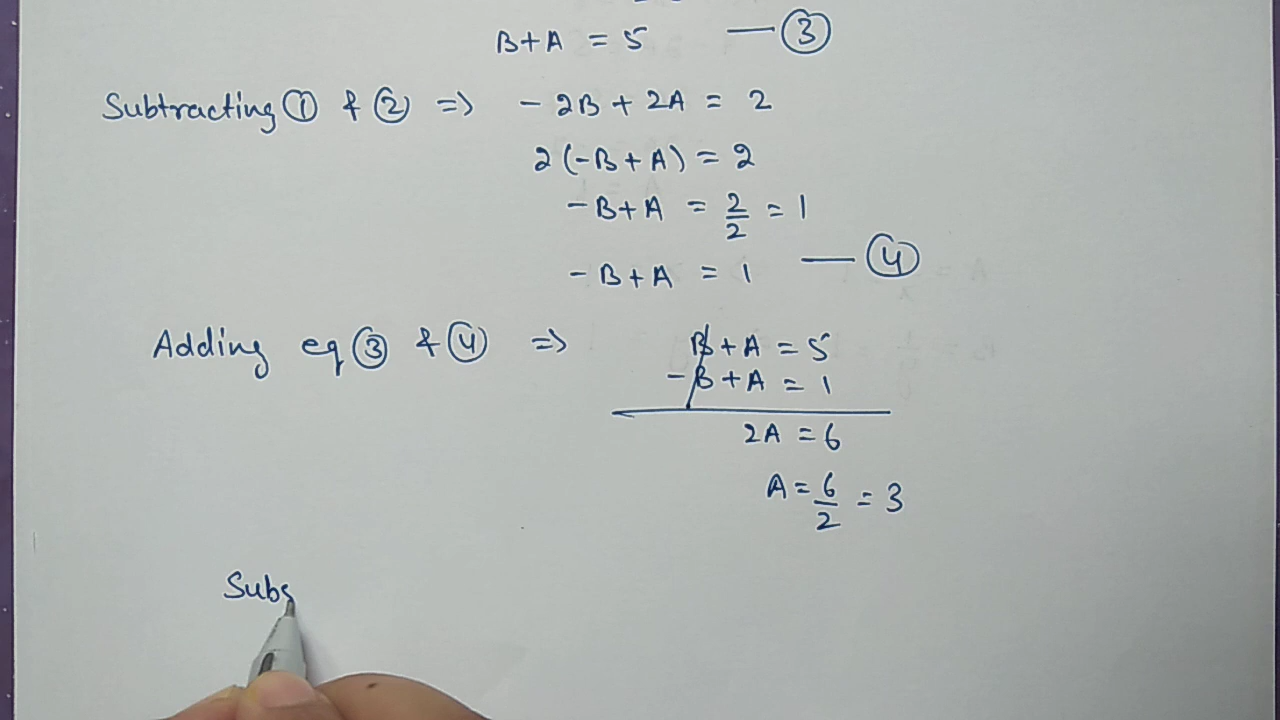 B+A = 5 — ③
Subtracting ① & ② => - 2B + 2A = 2
2(-B + A) = 2
-B+A = 2/2 = 1
-B+A = 1 — ④
Adding eq ③ & ④ => B + A = 5
-B + A = 1
2A = 6
A = 6/2 = 3
Subs